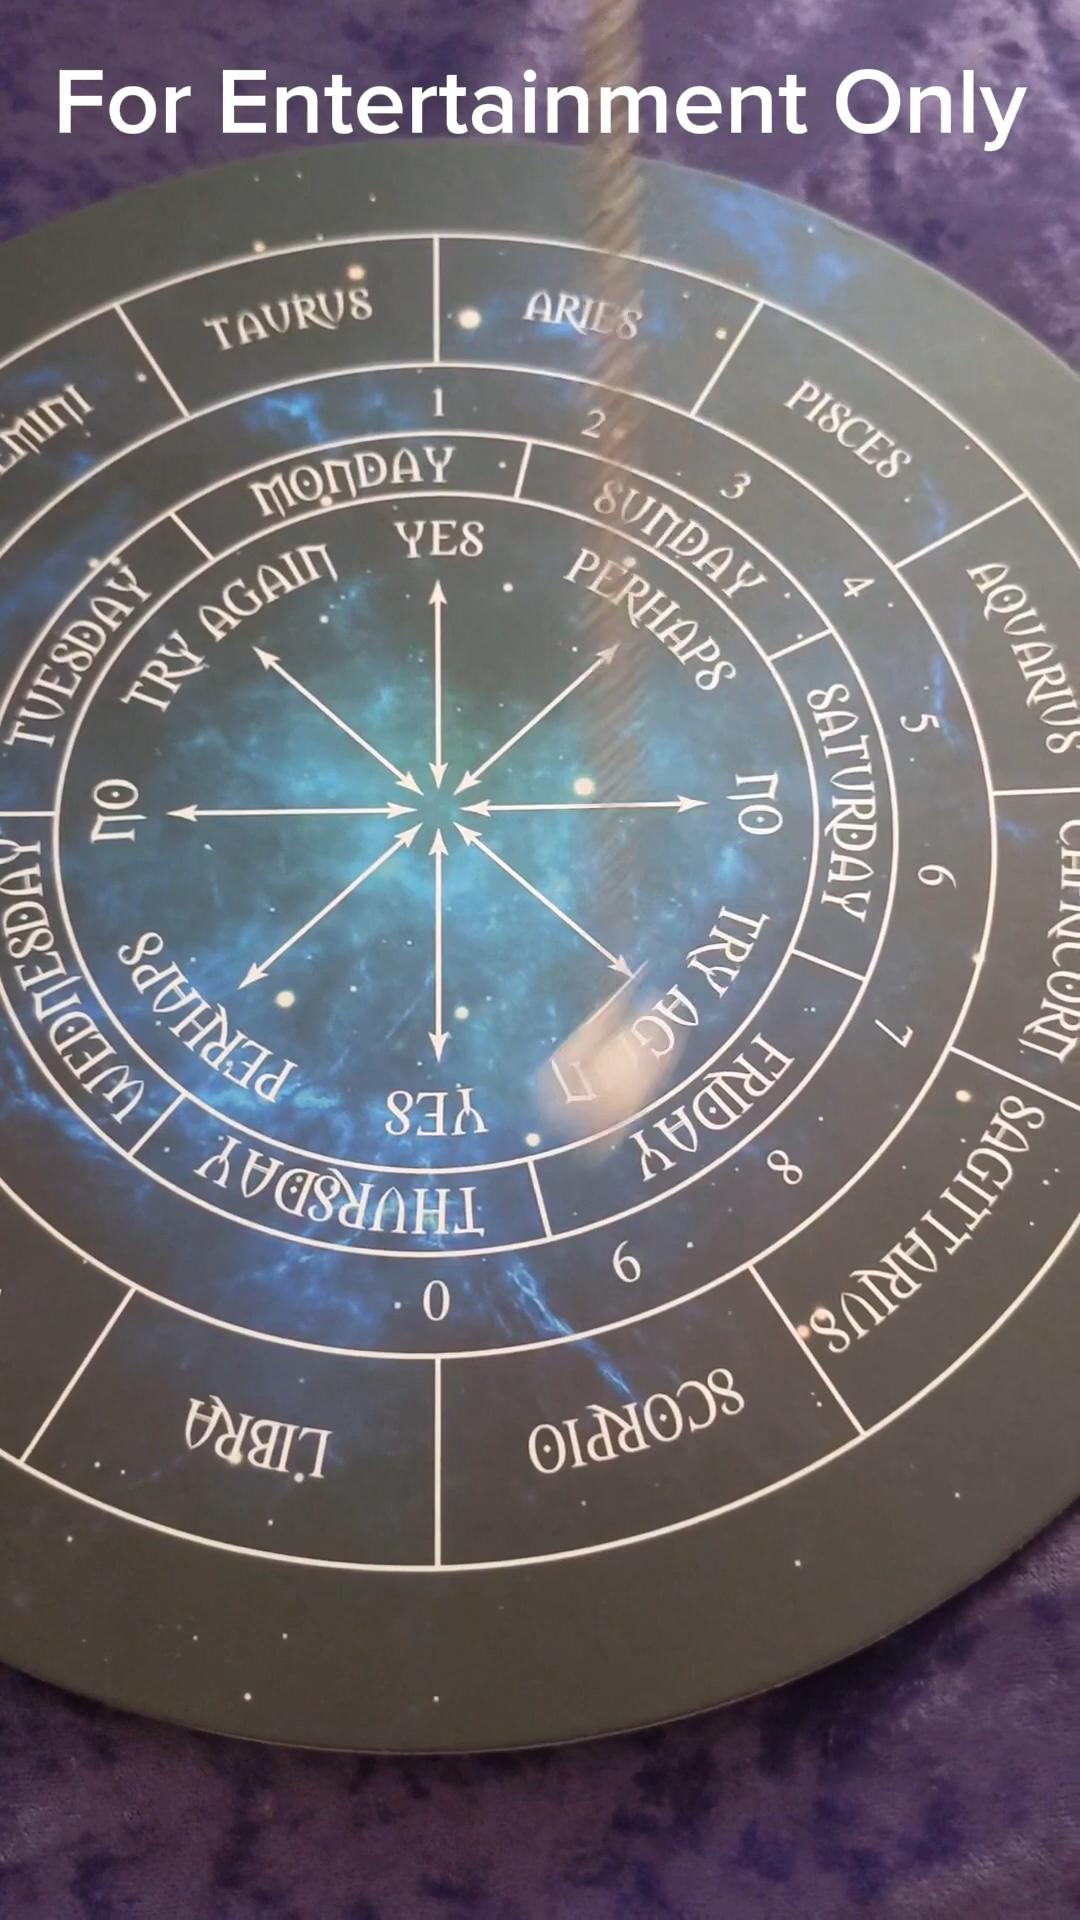 For Entertainment Only
TAURUS
ARIES
PISCES
AQUARIUS
CAPRICORN
SAGITTARIUS
SCORPIO
LIBRA
1
2
3
4
5
6
7
8
9
0
MONDAY
SUNDAY
SATURDAY
FRIDAY
THURSDAY
WEDNESDAY
TUESDAY
YES
PERHAPS
NO
TRY AGAIN
YES
PERHAPS
NO
TRY AGAIN